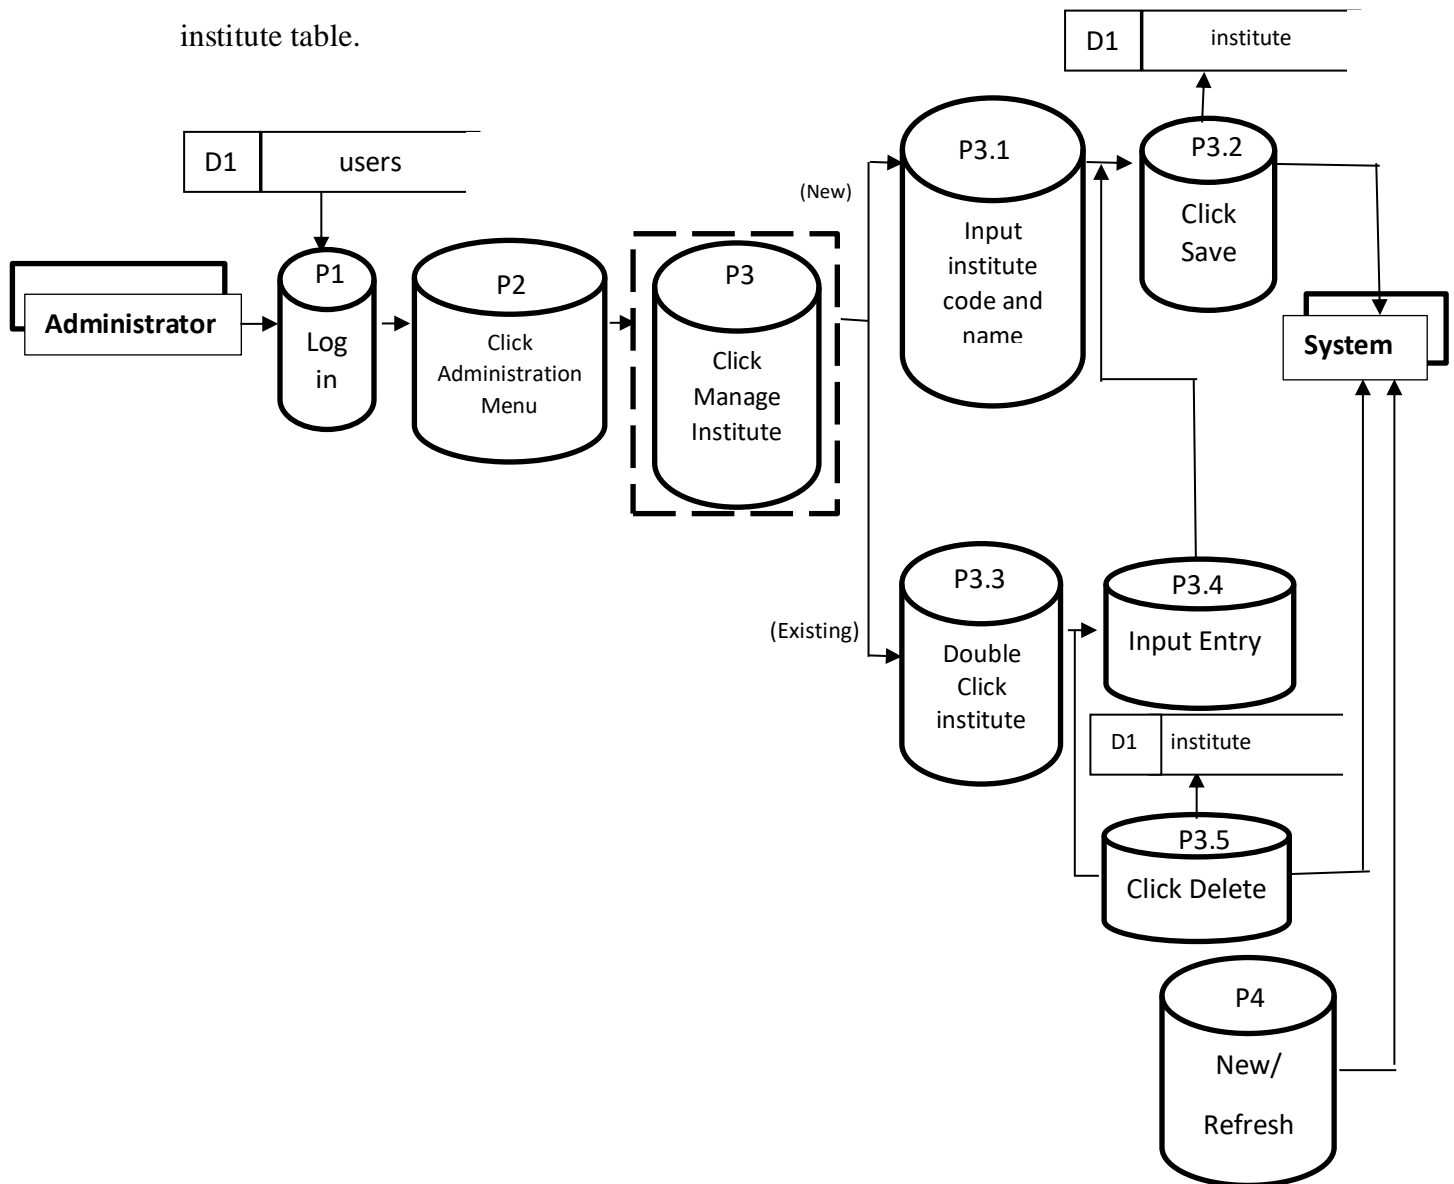 institute table.
D1
institute
D1
users
P3.1
Input
institute
code and
name
P3.2
Click
Save
(New)
Administrator
P1
Log
in
P2
Click
Administration
Menu
P3
Click
Manage
Institute
System
(Existing)
P3.3
Double
Click
institute
P3.4
Input Entry
D1
institute
P3.5
Click Delete
P4
New/
Refresh